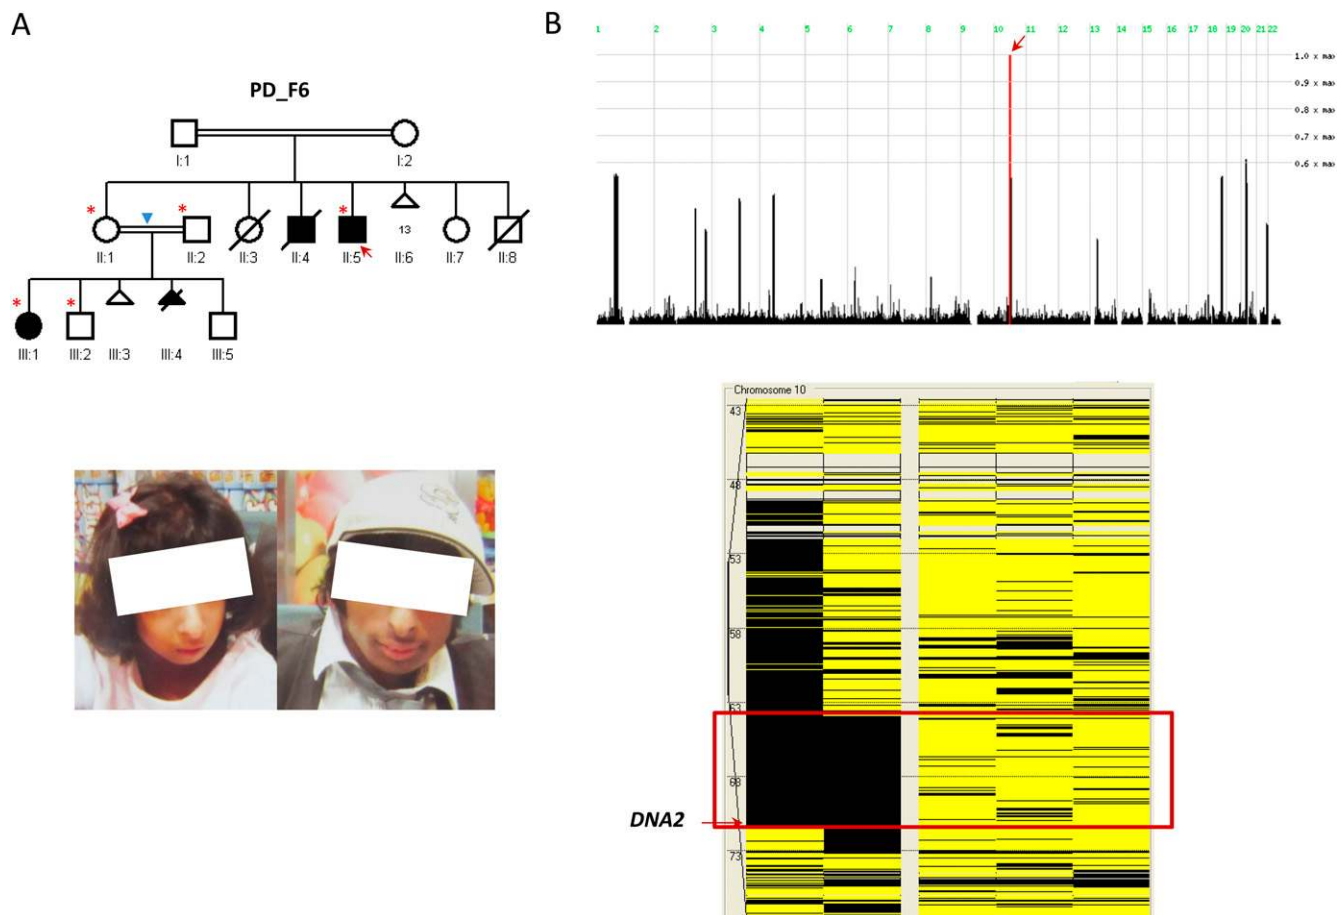 A
PD_F6
I:1 I:2
* *
13
II:1 II:2 II:3 II:4 II:5 II:6 II:7 II:8
* *
III:1 III:2 III:3 III:4 III:5
B
1 2 3 4 5 6 7 8 9 10 11 12 13 14 15 16 17 18 19 20 21 22
1.0 x max
0.9 x max
0.8 x max
0.7 x max
0.6 x max
Chromosome 10
43
48
53
58
63
68
DNA2
73